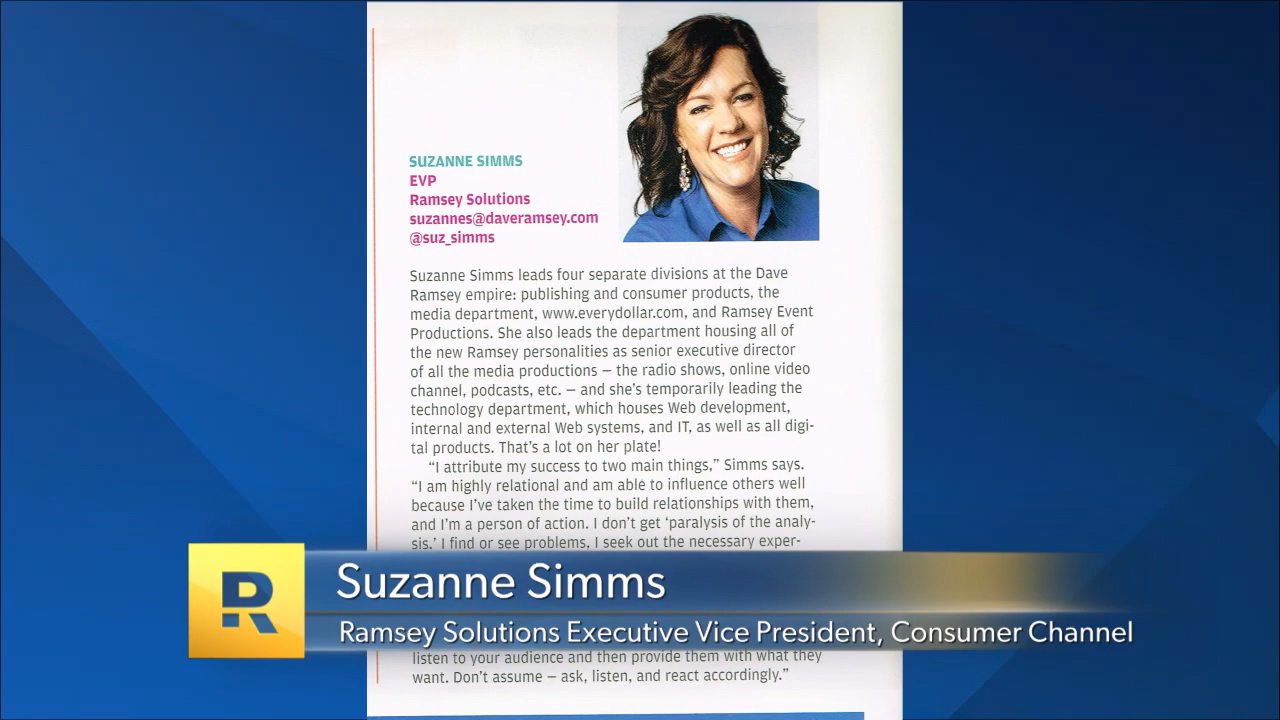 SUZANNE SIMMS
EVP
Ramsey Solutions
suzannes@daveramsey.com
@suz_simms
Suzanne Simms leads four separate divisions at the Dave
Ramsey empire: publishing and consumer products, the
media department, www.everydollar.com, and Ramsey Event
Productions. She also leads the department housing all of
the new Ramsey personalities as senior executive director
of all the media productions – the radio shows, online video
channel, podcasts, etc. – and she's temporarily leading the
technology department, which houses Web development,
internal and external Web systems, and IT, as well as all digi-
tal products. That's a lot on her plate!
“I attribute my success to two main things,” Simms says.
“I am highly relational and am able to influence others well
because I've taken the time to build relationships with them,
and I'm a person of action. I don't get ‘paralysis of the analy-
sis.’ I find or see problems, I seek out the necessary exper-
R
Suzanne Simms
Ramsey Solutions Executive Vice President, Consumer Channel
listen to your audience and then provide them with what they
want. Don't assume – ask, listen, and react accordingly.”